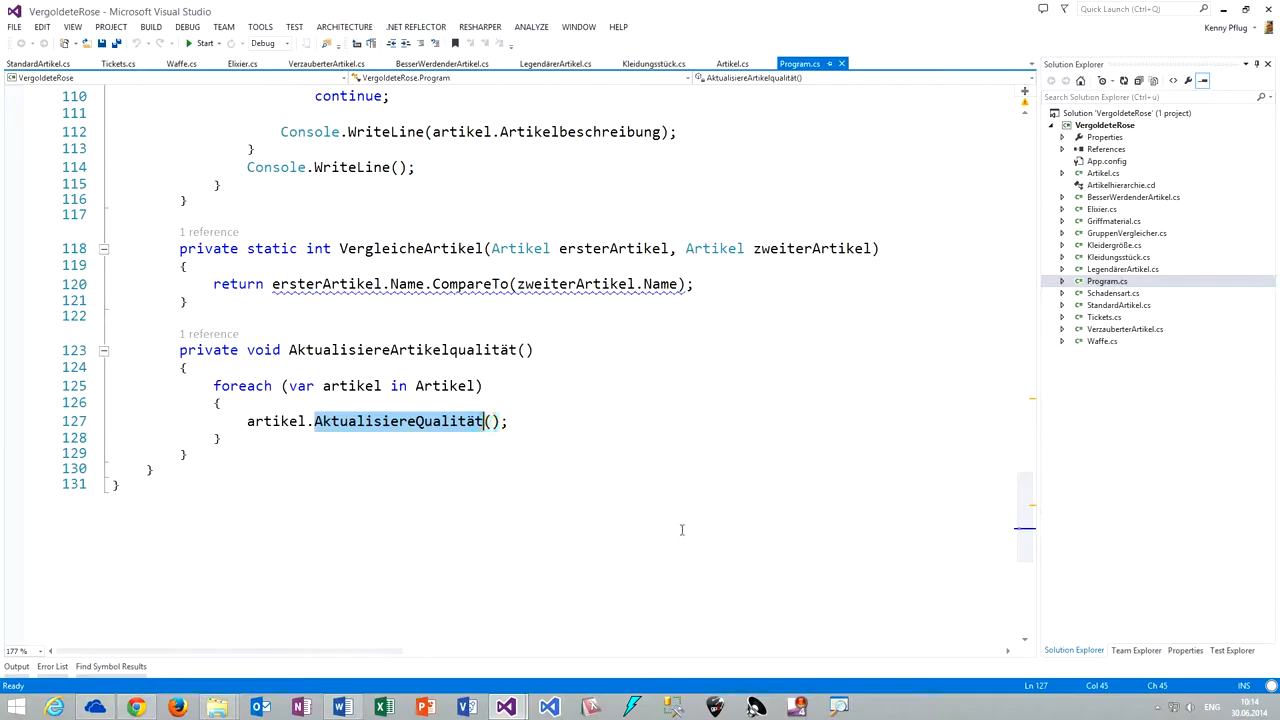 VergoldeteRose - Microsoft Visual Studio
Quick Launch (Ctrl+Q)
FILE EDIT VIEW PROJECT BUILD DEBUG TEAM TOOLS TEST ARCHITECTURE .NET REFLECTOR RESHARPER ANALYZE WINDOW HELP
Kenny Pflug
Start Debug
StandardArtikel.cs Tickets.cs Waffe.cs Elixier.cs VerzauberterArtikel.cs BesserWerdenderArtikel.cs LegendärerArtikel.cs Kleidungsstück.cs Artikel.cs Program.cs
VergoldeteRose VergoldeteRose.Program AktualisiereArtikelqualität()
110 continue;
111
112 Console.WriteLine(artikel.Artikelbeschreibung);
113 }
114 Console.WriteLine();
115 }
116 }
117
1 reference
118 private static int VergleicheArtikel(Artikel ersterArtikel, Artikel zweiterArtikel)
119 {
120 return ersterArtikel.Name.CompareTo(zweiterArtikel.Name);
121 }
122
1 reference
123 private void AktualisiereArtikelqualität()
124 {
125 foreach (var artikel in Artikel)
126 {
127 artikel.AktualisiereQualität();
128 }
129 }
130 }
131 }
177 %
Solution Explorer
Search Solution Explorer (Ctrl+ü)
Solution 'VergoldeteRose' (1 project)
VergoldeteRose
Properties
References
App.config
Artikel.cs
Artikelhierarchie.cd
BesserWerdenderArtikel.cs
Elixier.cs
Griffmaterial.cs
GruppenVergleicher.cs
Kleidergröße.cs
Kleidungsstück.cs
LegendärerArtikel.cs
Program.cs
Schadensart.cs
StandardArtikel.cs
Tickets.cs
VerzauberterArtikel.cs
Waffe.cs
Solution Explorer Team Explorer Properties Test Explorer
Output Error List Find Symbol Results
Ready Ln 127 Col 45 Ch 45 INS
ENG
10:14
30.06.2014